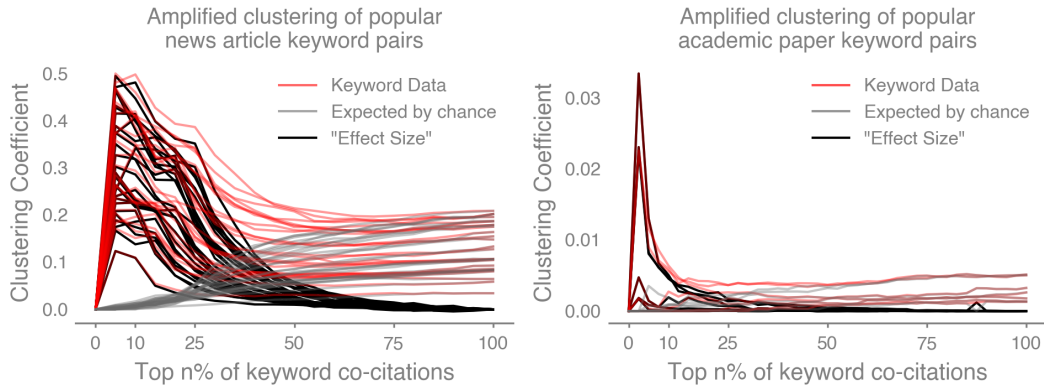 Amplified clustering of popular
news article keyword pairs
Clustering Coefficient
0.5
0.4
0.3
0.2
0.1
0.0
Keyword Data
Expected by chance
"Effect Size"
0 10 25 50 75 100
Top n% of keyword co-citations
Amplified clustering of popular
academic paper keyword pairs
Clustering Coefficient
0.03
0.02
0.01
0.00
Keyword Data
Expected by chance
"Effect Size"
0 10 25 50 75 100
Top n% of keyword co-citations